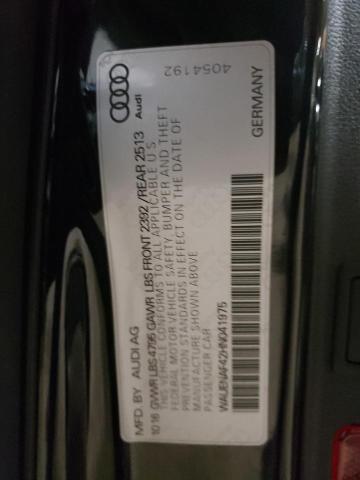 4054192
Audi
MFD. BY AUDI AG
10 16 GVWR LBS 4795 GAWR LBS FRONT 2392 / REAR 2513
THIS VEHICLE CONFORMS TO ALL APPLICABLE U.S.
FEDERAL MOTOR VEHICLE SAFETY, BUMPER AND THEFT
PREVENTION STANDARDS IN EFFECT ON THE DATE OF
MANUFACTURE SHOWN ABOVE
PASSENGER CAR
WAUENAF42HN041975
GERMANY